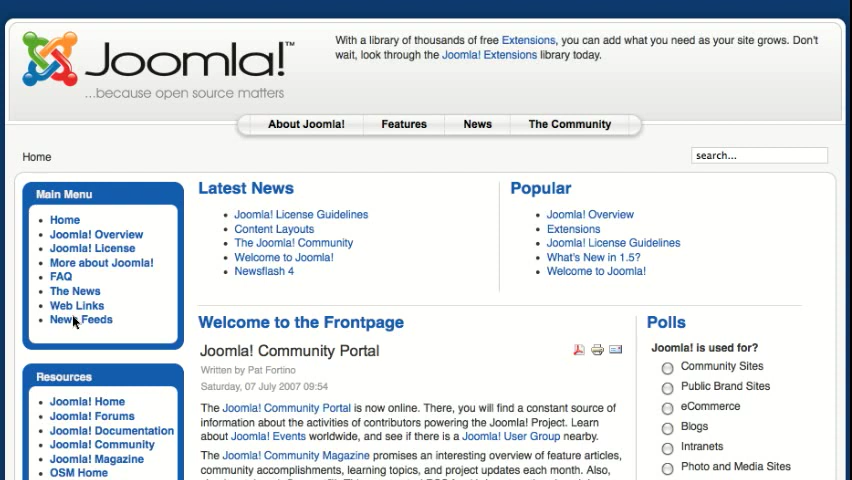 With a library of thousands of free Extensions, you can add what you need as your site grows. Don't
wait, look through the Joomla! Extensions library today.
Joomla!™
...because open source matters
About Joomla! Features News The Community
Home
search...
Main Menu
Home
Joomla! Overview
Joomla! License
More about Joomla!
FAQ
The News
Web Links
News Feeds
Resources
Joomla! Home
Joomla! Forums
Joomla! Documentation
Joomla! Community
Joomla! Magazine
OSM Home
Latest News
Joomla! License Guidelines
Content Layouts
The Joomla! Community
Welcome to Joomla!
Newsflash 4
Popular
Joomla! Overview
Extensions
Joomla! License Guidelines
What's New in 1.5?
Welcome to Joomla!
Welcome to the Frontpage
Joomla! Community Portal
Written by Pat Fortino
Saturday, 07 July 2007 09:54
The Joomla! Community Portal is now online. There, you will find a constant source of
information about the activities of contributors powering the Joomla! Project. Learn
about Joomla! Events worldwide, and see if there is a Joomla! User Group nearby.
The Joomla! Community Magazine promises an interesting overview of feature articles,
community accomplishments, learning topics, and project updates each month. Also,
Polls
Joomla! is used for?
Community Sites
Public Brand Sites
eCommerce
Blogs
Intranets
Photo and Media Sites